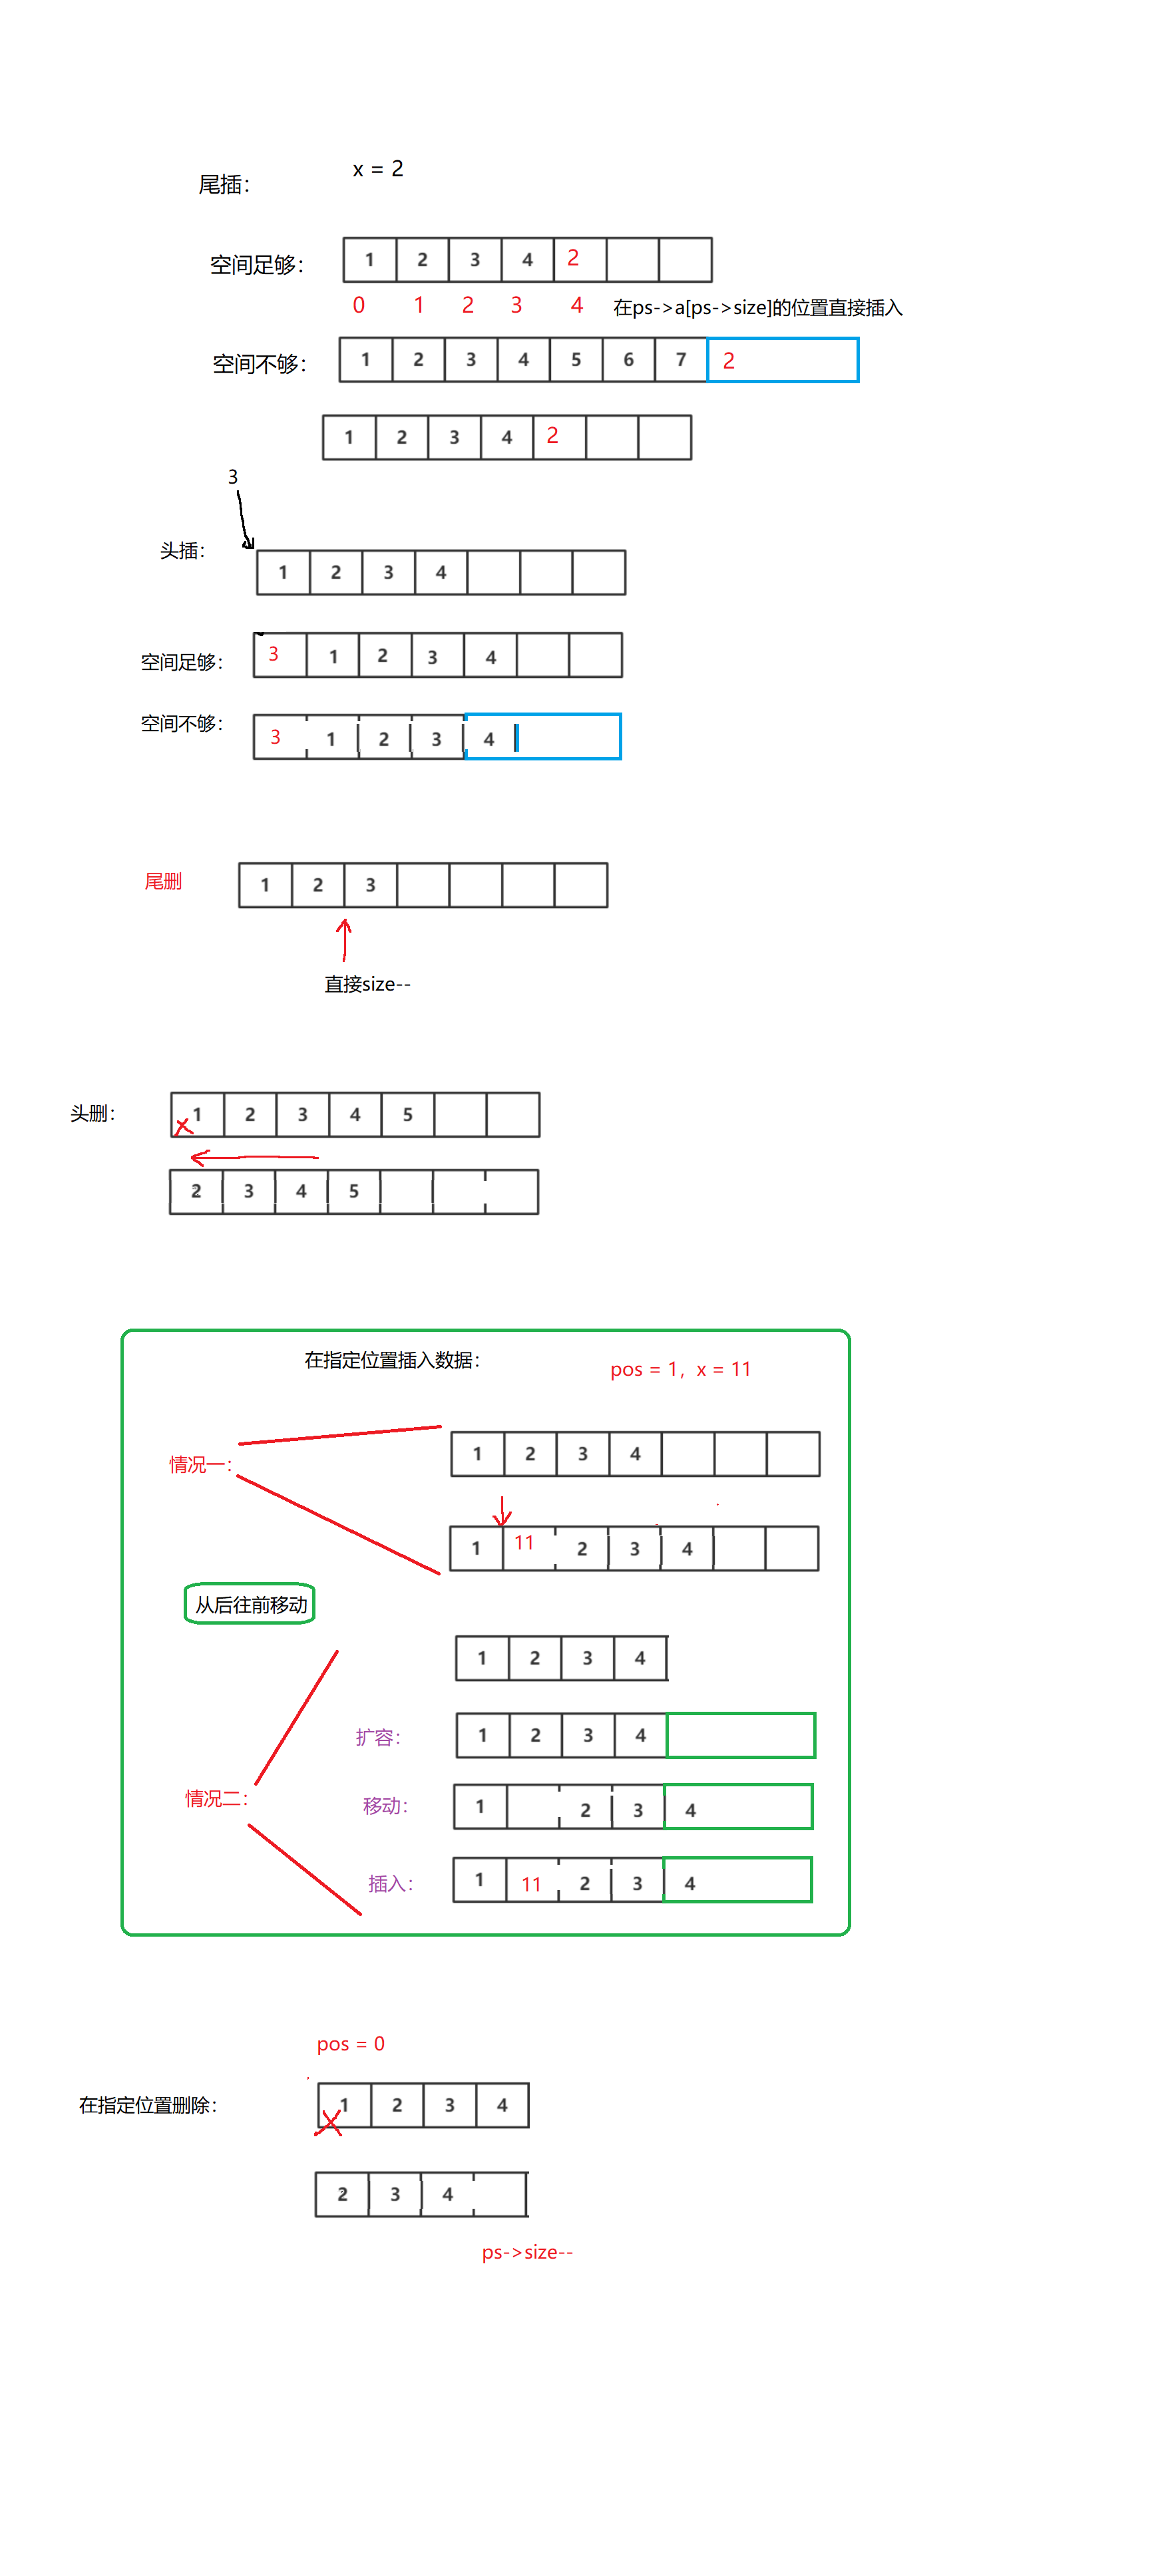 x = 2
尾插：
空间足够：
1 2 3 4 2
0 1 2 3 4
在ps->a[ps->size]的位置直接插入
空间不够：
1 2 3 4 5 6 7 2
1 2 3 4 2
3
头插：
1 2 3 4
空间足够：
3 1 2 3 4
空间不够：
3 1 2 3 4
尾删
1 2 3
直接size--
头删：
1 2 3 4 5
2 3 4 5
在指定位置插入数据：
pos = 1，x = 11
情况一：
1 2 3 4
1 11 2 3 4
从后往前移动
1 2 3 4
扩容：
1 2 3 4
情况二：
移动：
1 2 3 4
插入：
1 11 2 3 4
pos = 0
在指定位置删除：
1 2 3 4
2 3 4
ps->size--